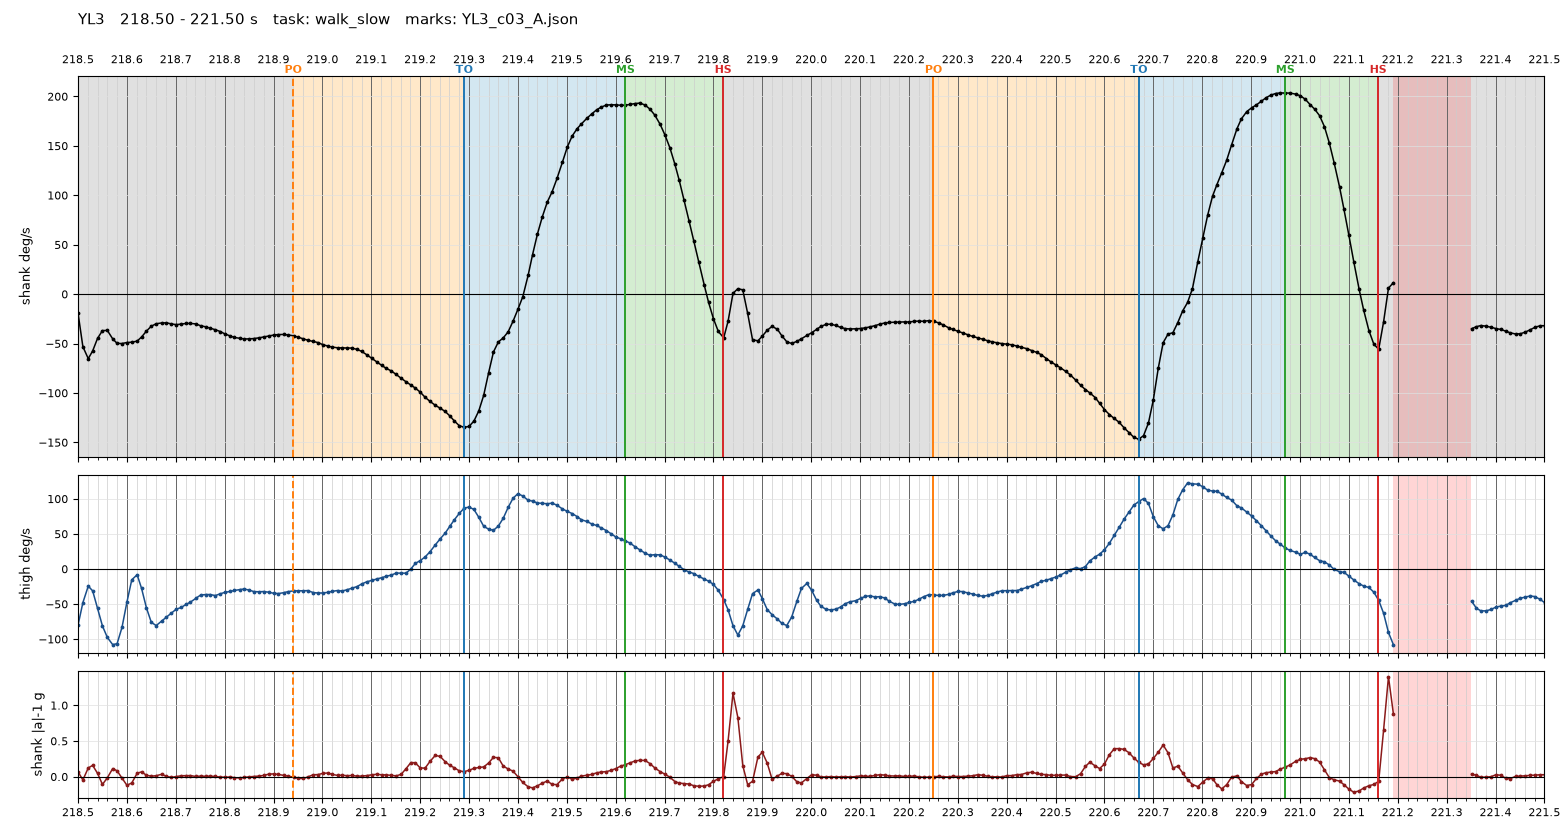 YL3   218.50 - 221.50 s   task: walk_slow   marks: YL3_c03_A.json
218.5 218.6 218.7 218.8 218.9 219.0 219.1 219.2 219.3 219.4 219.5 219.6 219.7 219.8 219.9 220.0 220.1 220.2 220.3 220.4 220.5 220.6 220.7 220.8 220.9 221.0 221.1 221.2 221.3 221.4 221.5
PO TO MS HS PO TO MS HS
200
150
100
50
0
−50
−100
−150
shank deg/s
100
50
0
−50
−100
thigh deg/s
1.0
0.5
0.0
shank |a|-1 g
218.5 218.6 218.7 218.8 218.9 219.0 219.1 219.2 219.3 219.4 219.5 219.6 219.7 219.8 219.9 220.0 220.1 220.2 220.3 220.4 220.5 220.6 220.7 220.8 220.9 221.0 221.1 221.2 221.3 221.4 221.5